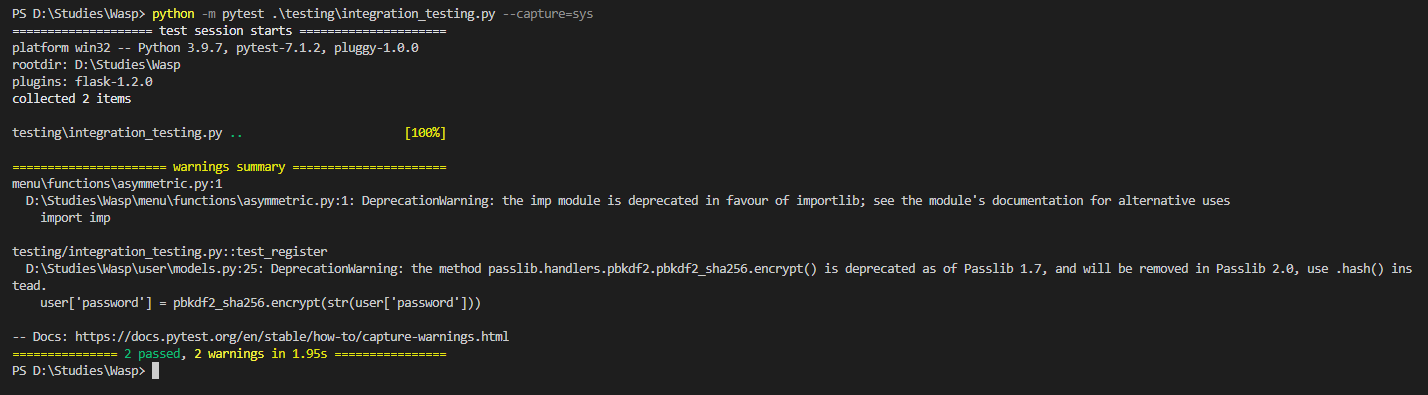 PS D:\Studies\Wasp> python -m pytest .\testing\integration_testing.py --capture=sys
==================== test session starts =====================
platform win32 -- Python 3.9.7, pytest-7.1.2, pluggy-1.0.0
rootdir: D:\Studies\Wasp
plugins: flask-1.2.0
collected 2 items
testing\integration_testing.py .. [100%]
====================== warnings summary ======================
menu\functions\asymmetric.py:1
D:\Studies\Wasp\menu\functions\asymmetric.py:1: DeprecationWarning: the imp module is deprecated in favour of importlib; see the module's documentation for alternative uses
import imp
testing/integration_testing.py::test_register
D:\Studies\Wasp\user\models.py:25: DeprecationWarning: the method passlib.handlers.pbkdf2.pbkdf2_sha256.encrypt() is deprecated as of Passlib 1.7, and will be removed in Passlib 2.0, use .hash() ins
tead.
user['password'] = pbkdf2_sha256.encrypt(str(user['password']))
-- Docs: https://docs.pytest.org/en/stable/how-to/capture-warnings.html
=============== 2 passed, 2 warnings in 1.95s ================
PS D:\Studies\Wasp>